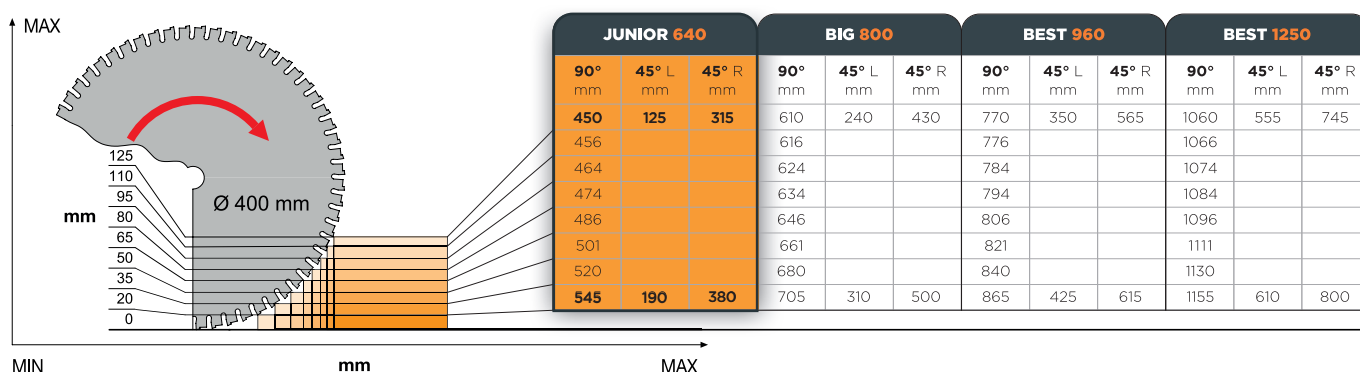 MAX
125
110
95
80
65
50
35
20
0
mm
Ø 400 mm
MIN mm MAX
JUNIOR 640 BIG 800 BEST 960 BEST 1250
90° 45° L 45° R 90° 45° L 45° R 90° 45° L 45° R 90° 45° L 45° R
mm mm mm mm mm mm mm mm mm mm mm mm
450 125 315 610 240 430 770 350 565 1060 555 745
456 616 776 1066
464 624 784 1074
474 634 794 1084
486 646 806 1096
501 661 821 1111
520 680 840 1130
545 190 380 705 310 500 865 425 615 1155 610 800